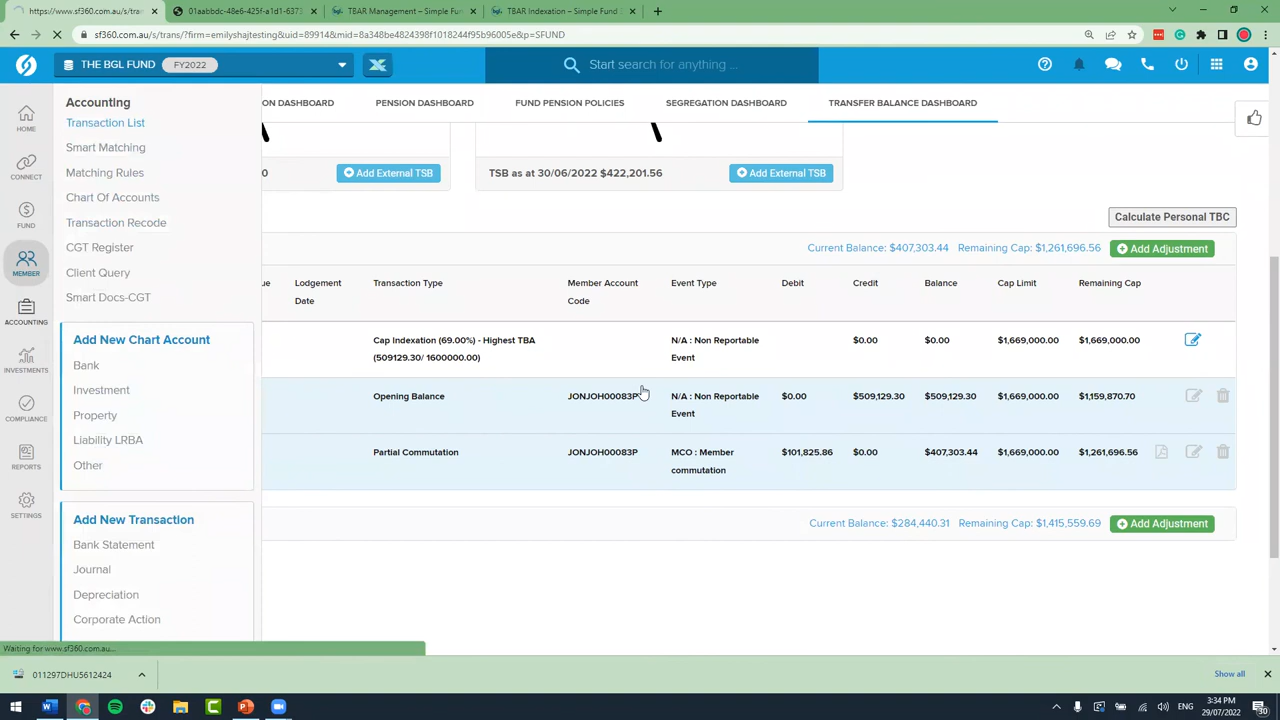 https://www.sf360.com.au/s/trans/
01aabbdc-48e6-425f-a1d1-6373
TBAR Management – Simple Fund
TBAR Indexation – Simple Fund
sf360.com.au/s/trans/?firm=emilyshajtesting&uid=89914&mid=8a348be4824398f1018244f95b96005e&p=SFUND
THE BGL FUND
FY2022
Start search for anything ...
HOME
CONNECT
FUND
MEMBER
ACCOUNTING
INVESTMENTS
COMPLIANCE
REPORTS
SETTINGS
Accounting
Transaction List
Smart Matching
Matching Rules
Chart Of Accounts
Transaction Recode
CGT Register
Client Query
Smart Docs-CGT
Add New Chart Account
Bank
Investment
Property
Liability LRBA
Other
Add New Transaction
Bank Statement
Journal
Depreciation
Corporate Action
ON DASHBOARD
PENSION DASHBOARD
FUND PENSION POLICIES
SEGREGATION DASHBOARD
TRANSFER BALANCE DASHBOARD
0
Add External TSB
TSB as at 30/06/2022 $422,201.56
Add External TSB
Calculate Personal TBC
Current Balance: $407,303.44 Remaining Cap: $1,261,696.56 Add Adjustment
ue
Lodgement
Date
Transaction Type
Member Account
Code
Event Type
Debit
Credit
Balance
Cap Limit
Remaining Cap
Cap Indexation (69.00%) - Highest TBA
(509129.30/ 1600000.00)
N/A : Non Reportable
Event
$0.00
$0.00
$1,669,000.00
$1,669,000.00
Opening Balance
JONJOH00083P
N/A : Non Reportable
Event
$0.00
$509,129.30
$509,129.30
$1,669,000.00
$1,159,870.70
Partial Commutation
JONJOH00083P
MCO : Member
commutation
$101,825.86
$0.00
$407,303.44
$1,669,000.00
$1,261,696.56
Current Balance: $284,440.31 Remaining Cap: $1,415,559.69 Add Adjustment
Waiting for www.sf360.com.au...
011297DHU5612424
Show all
ENG
3:34 PM
29/07/2022
30